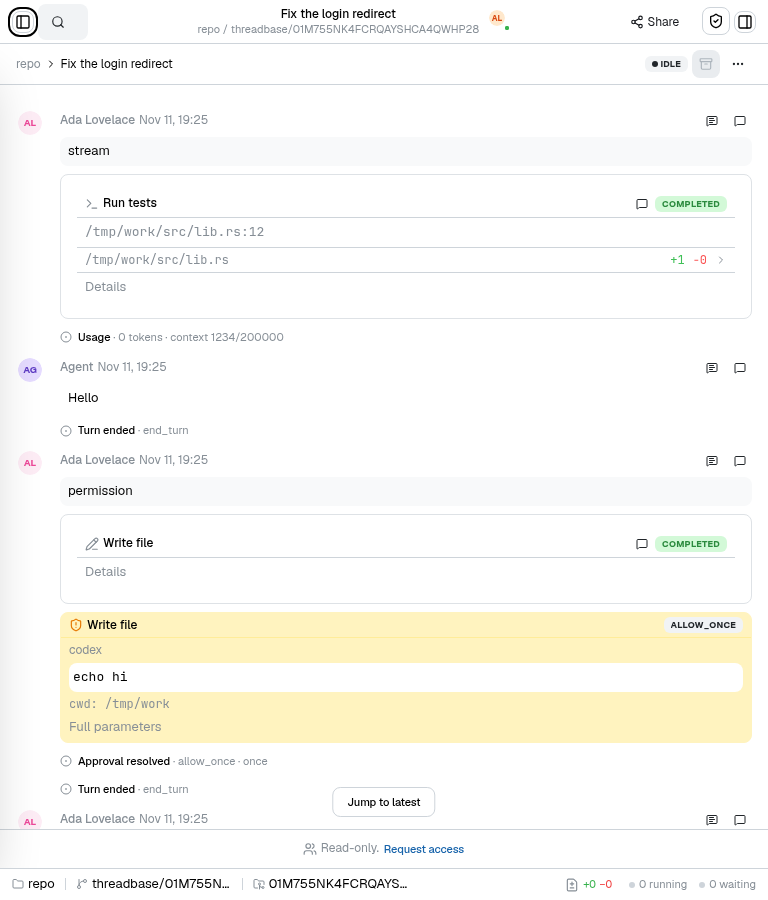 Fix the login redirect
repo / threadbase/01M755NK4FCRQAYSHCA4QWHP28
AL
Share
repo > Fix the login redirect
IDLE
AL
Ada Lovelace Nov 11, 19:25
stream
Run tests
COMPLETED
/tmp/work/src/lib.rs:12
/tmp/work/src/lib.rs
+1 -0
Details
Usage · 0 tokens · context 1234/200000
AG
Agent Nov 11, 19:25
Hello
Turn ended · end_turn
AL
Ada Lovelace Nov 11, 19:25
permission
Write file
COMPLETED
Details
Write file
ALLOW_ONCE
codex
echo hi
cwd: /tmp/work
Full parameters
Approval resolved · allow_once · once
Turn ended · end_turn
Jump to latest
AL
Ada Lovelace Nov 11, 19:25
Read-only. Request access
repo
threadbase/01M755N...
01M755NK4FCRQAYS...
+0 −0
0 running
0 waiting